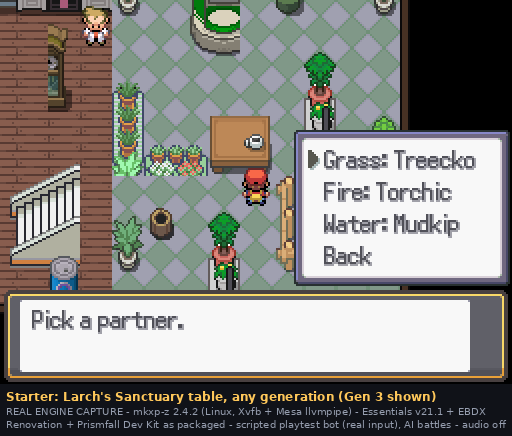 Grass: Treecko
Fire: Torchic
Water: Mudkip
Back
Pick a partner.
Starter: Larch's Sanctuary table, any generation (Gen 3 shown)
REAL ENGINE CAPTURE - mkxp-z 2.4.2 (Linux, Xvfb + Mesa llvmpipe) - Essentials v21.1 + EBDX
Renovation + Prismfall Dev Kit as packaged - scripted playtest bot (real input), AI battles - audio off